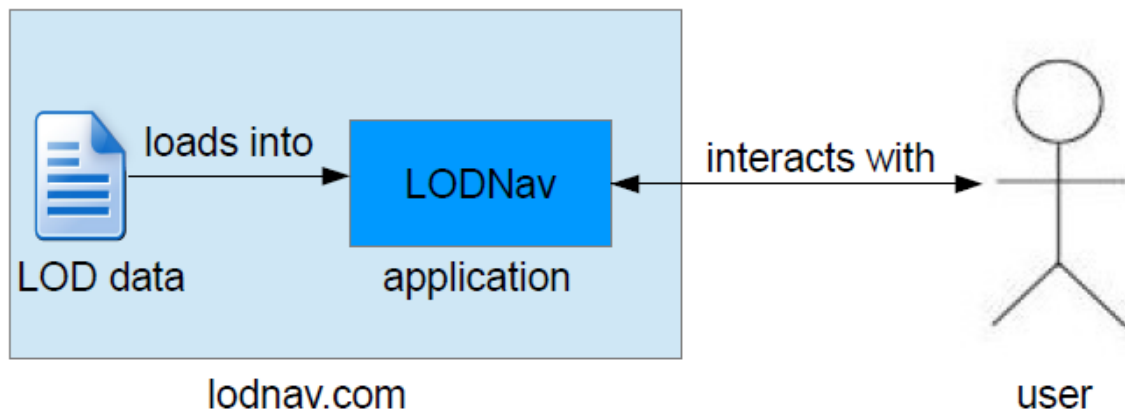 loads into
LODNav
interacts with
LOD data
application
lodnav.com
user